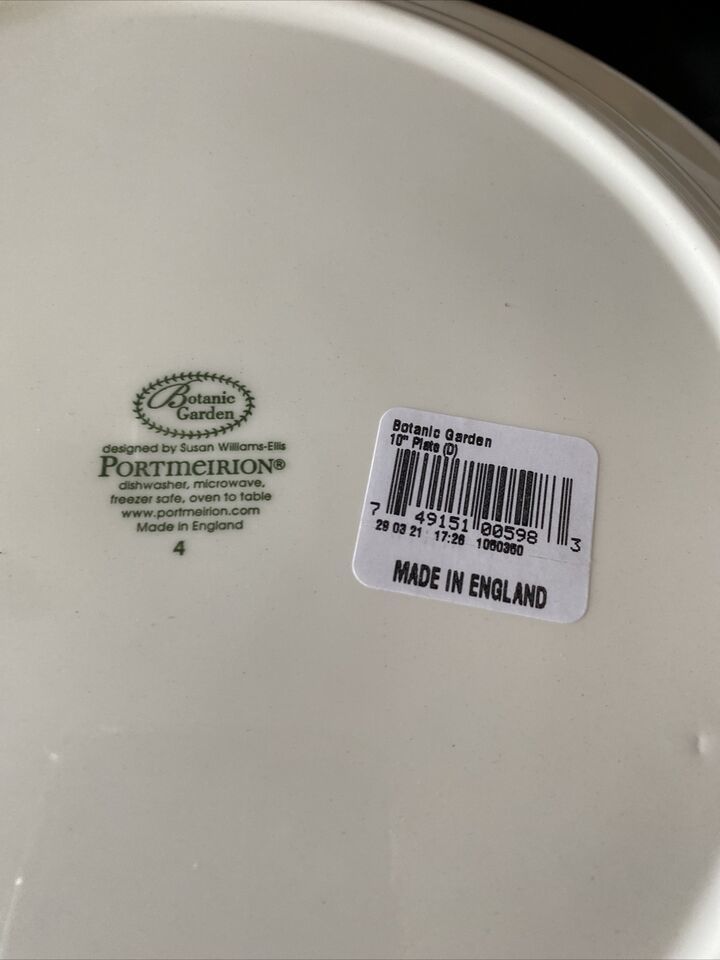 Botanic
Garden
designed by Susan Williams-Ellis
PORTMEIRION®
dishwasher, microwave,
freezer safe, oven to table
www.portmeirion.com
Made in England
4
Botanic Garden
10" Plate (D)
7 49151 00598 3
29 03 21 17:26 1060360
MADE IN ENGLAND